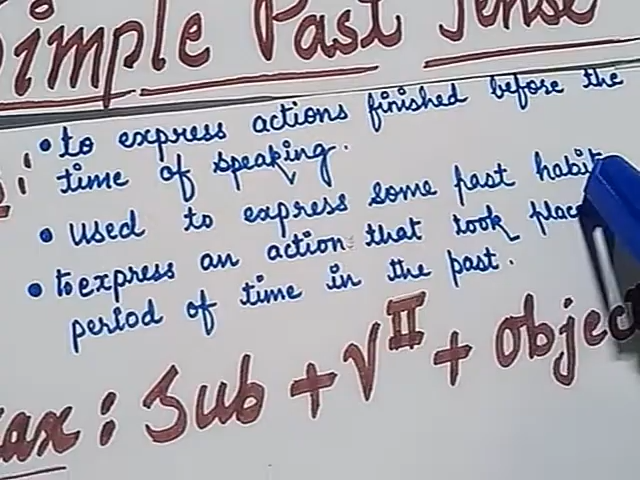 Simple Past Tense
• to express actions finished before the
time of speaking.
• used to express some past habit
• to express an action that took place
period of time in the past.
: Sub + V II + Object